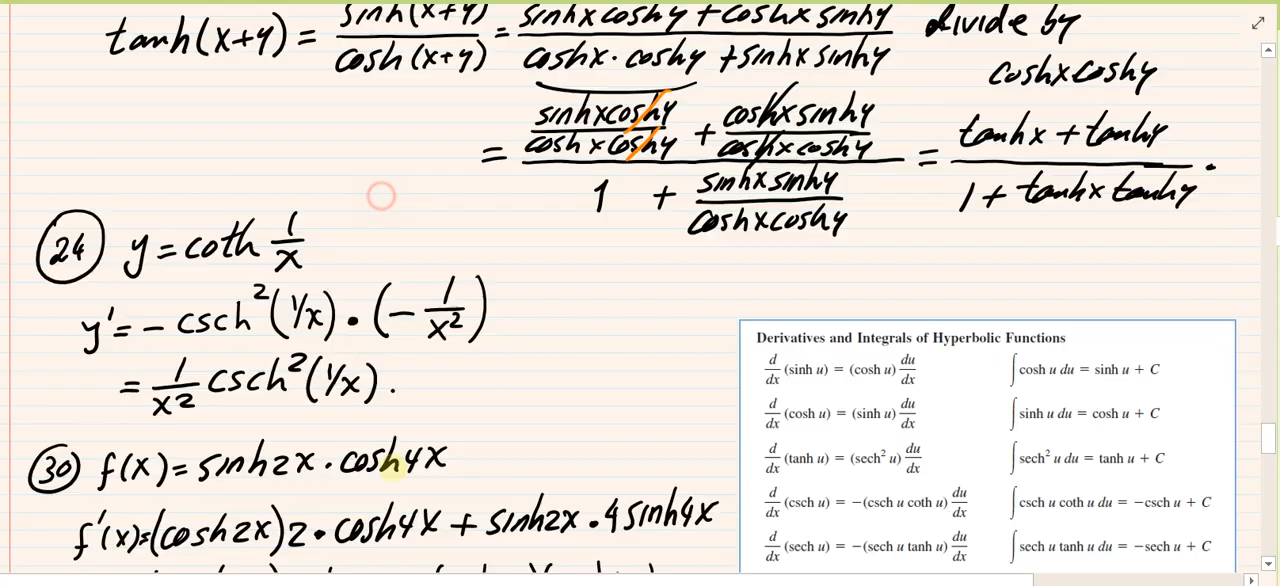 tanh(x+y) = sinh(x+y)/cosh(x+y) = (sinhx coshy + coshx sinhy)/(coshx · coshy + sinhx sinhy) divide by
coshx coshy
= (sinhx coshy/coshx coshy + coshx sinhy/coshx coshy)/(1 + sinhx sinhy/coshx coshy) = (tanhx + tanhy)/(1 + tanhx tanhy) .
24 y = coth 1/x
y' = - csch²(1/x) · (- 1/x²)
= 1/x² csch²(1/x) .
30 f(x) = sinh2x · cosh4x
f'(x) = (cosh2x)2 · cosh4x + sinh2x · 4 sinh4x
Derivatives and Integrals of Hyperbolic Functions
d/dx (sinh u) = (cosh u) du/dx ∫ cosh u du = sinh u + C
d/dx (cosh u) = (sinh u) du/dx ∫ sinh u du = cosh u + C
d/dx (tanh u) = (sech² u) du/dx ∫ sech² u du = tanh u + C
d/dx (csch u) = −(csch u coth u) du/dx ∫ csch u coth u du = −csch u + C
d/dx (sech u) = −(sech u tanh u) du/dx ∫ sech u tanh u du = −sech u + C